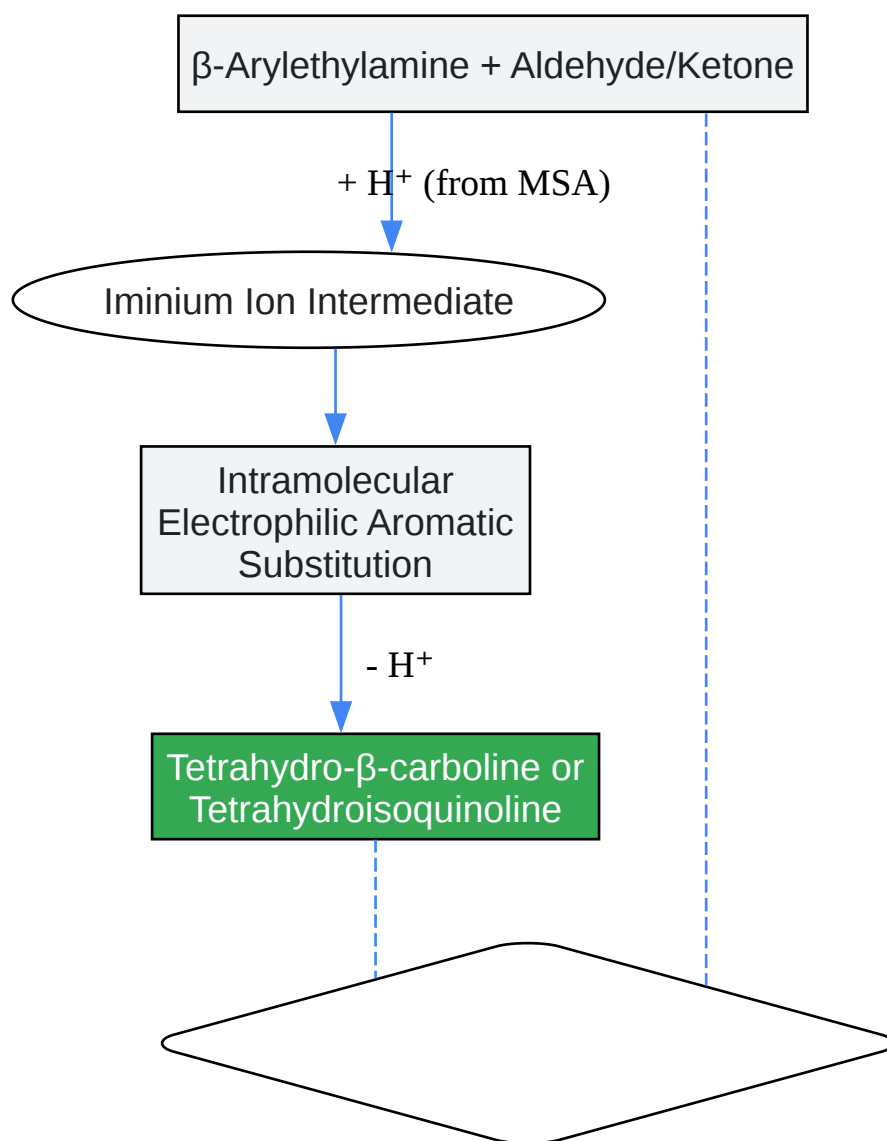 β-Arylethylamine + Aldehyde/Ketone
+ H⁺ (from MSA)
Iminium Ion Intermediate
Intramolecular
Electrophilic Aromatic
Substitution
- H⁺
Tetrahydro-β-carboline or
Tetrahydroisoquinoline